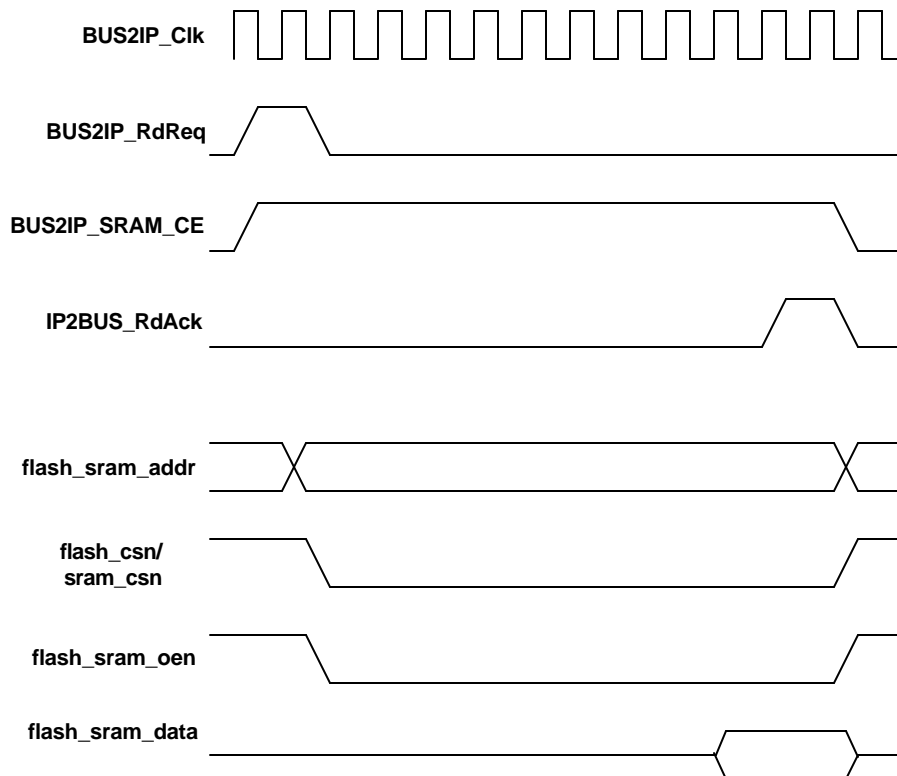 BUS2IP_Clk
BUS2IP_RdReq
BUS2IP_SRAM_CE
IP2BUS_RdAck
flash_sram_addr
flash_csn/
sram_csn
flash_sram_oen
flash_sram_data